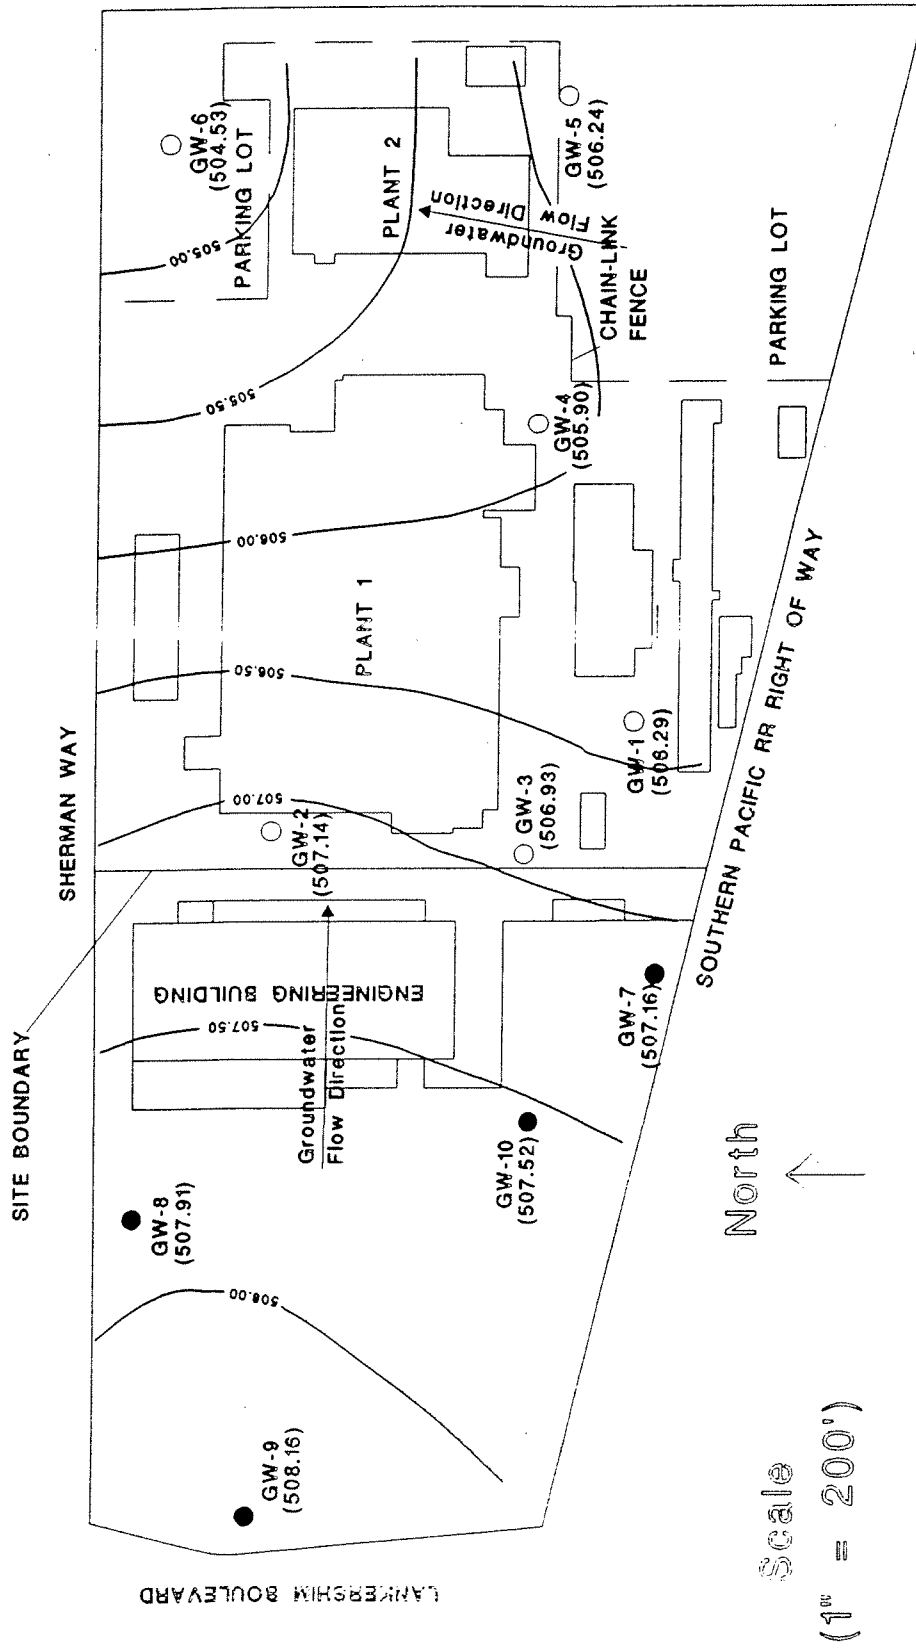 SITE BOUNDARY
SHERMAN WAY
LANKERSHIM BOULEVARD
GW-9
(508.16)
508.00
GW-8
(507.91)
507.50
ENGINEERING BUILDING
Groundwater
Flow Direction
GW-10
(507.52)
GW-7
(507.16)
507.00
GW-2
(507.14)
GW-3
(506.93)
506.50
GW-1
(506.29)
PLANT 1
506.00
GW-4
(505.90)
505.50
505.00
GW-6
(504.53)
PARKING LOT
PLANT 2
Groundwater
Flow
Direction
GW-5
(506.24)
CHAIN-LINK
FENCE
PARKING LOT
SOUTHERN PACIFIC RR RIGHT OF WAY
North
Scale
(1" = 200')